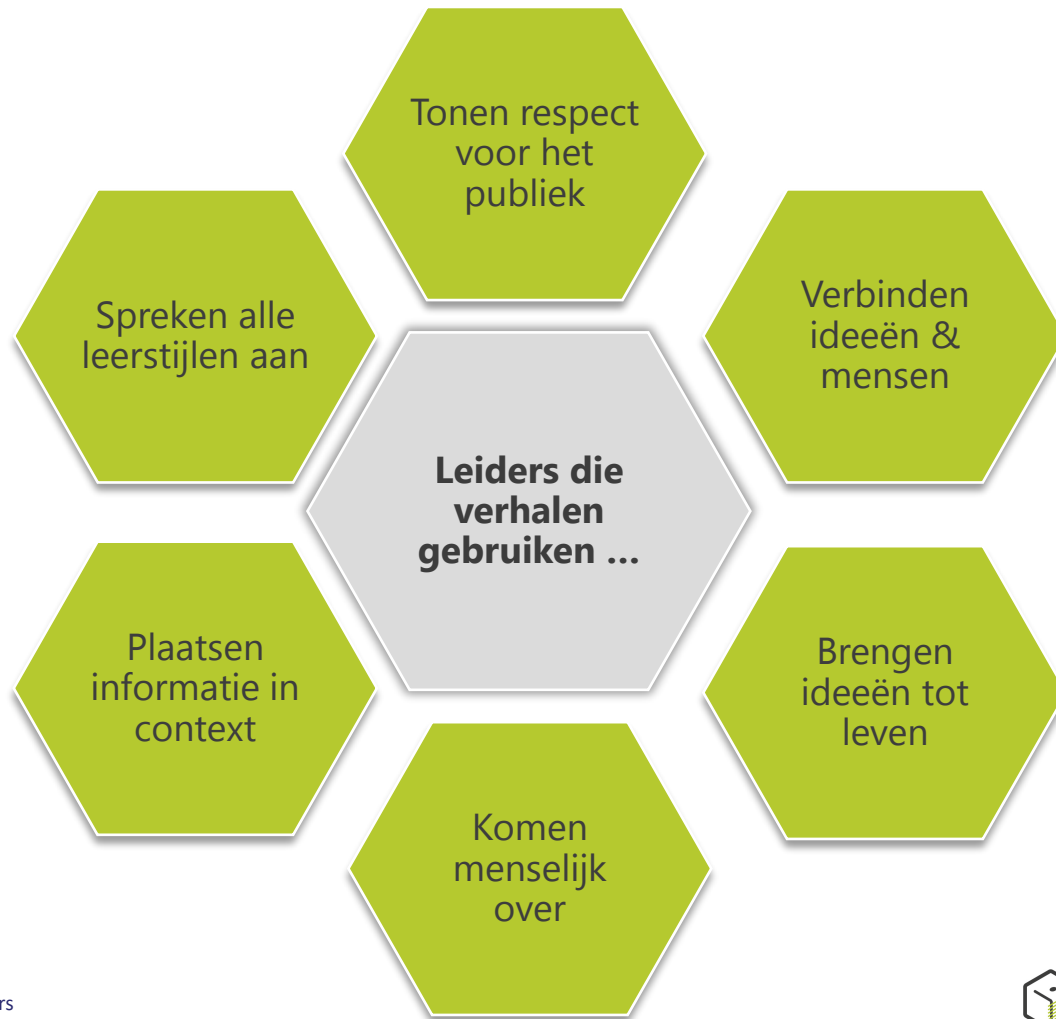 Tonen respect
voor het
publiek
Verbinden
ideeën &
mensen
Brengen
ideeën tot
leven
Komen
menselijk
over
Plaatsen
informatie in
context
Spreken alle
leerstijlen aan
Leiders die
verhalen
gebruiken …
rs